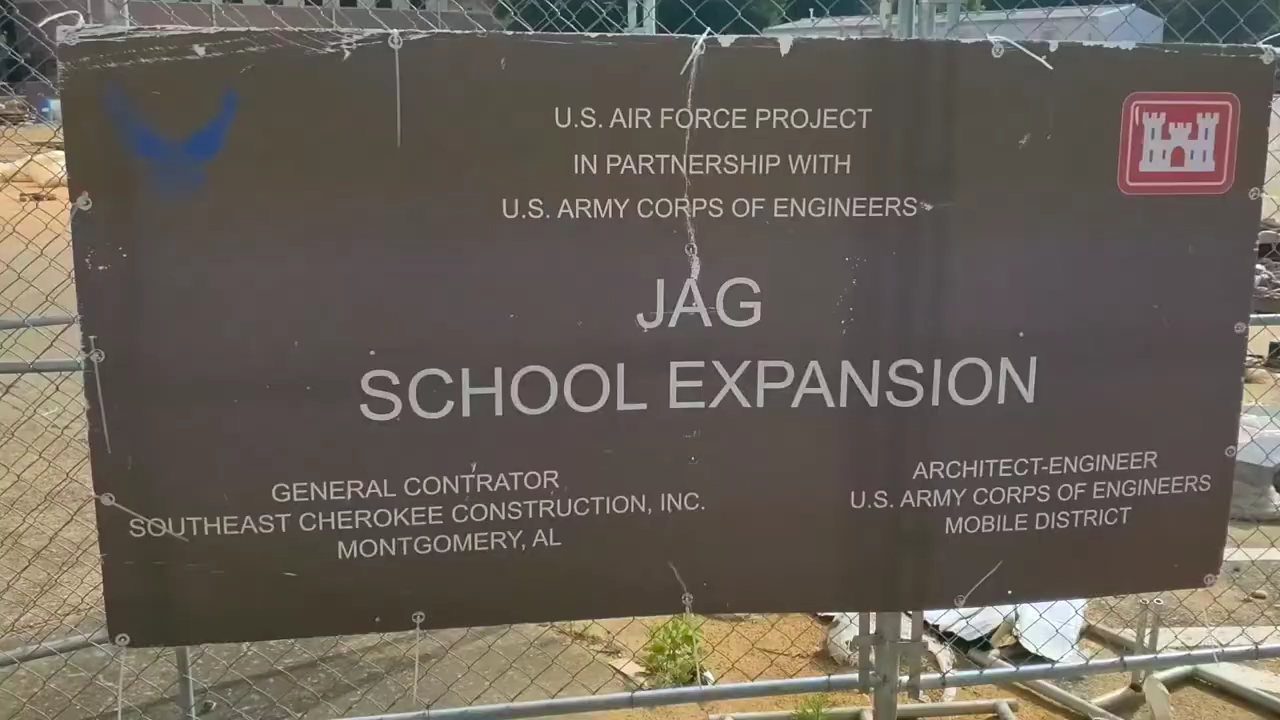 U.S. AIR FORCE PROJECT
IN PARTNERSHIP WITH
U.S. ARMY CORPS OF ENGINEERS
JAG
SCHOOL EXPANSION
GENERAL CONTRATOR
SOUTHEAST CHEROKEE CONSTRUCTION, INC.
MONTGOMERY, AL
ARCHITECT-ENGINEER
U.S. ARMY CORPS OF ENGINEERS
MOBILE DISTRICT